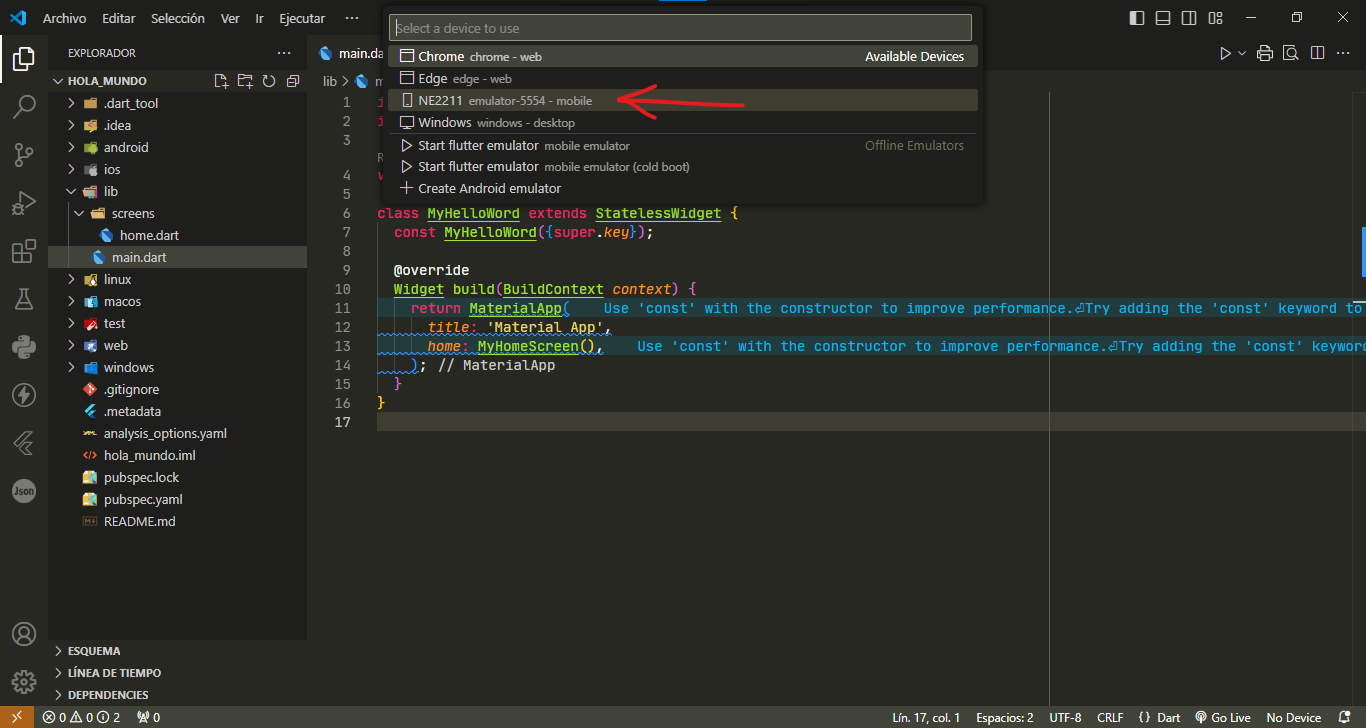 Archivo Editar Selección Ver Ir Ejecutar ···
Select a device to use
Chrome chrome - web Available Devices
Edge edge - web
NE2211 emulator-5554 - mobile
Windows windows - desktop
Start flutter emulator mobile emulator Offline Emulators
Start flutter emulator mobile emulator (cold boot)
Create Android emulator
EXPLORADOR ···
HOLA_MUNDO
.dart_tool
.idea
android
ios
lib
screens
home.dart
main.dart
linux
macos
test
web
windows
.gitignore
.metadata
analysis_options.yaml
hola_mundo.iml
pubspec.lock
pubspec.yaml
README.md
ESQUEMA
LÍNEA DE TIEMPO
DEPENDENCIES
Json
main.da
lib > m
1 i
2 i
3
R
4 v
5
6 class MyHelloWord extends StatelessWidget {
7 const MyHelloWord({super.key});
8
9 @override
10 Widget build(BuildContext context) {
11 return MaterialApp( Use 'const' with the constructor to improve performance.⏎Try adding the 'const' keyword to
12 title: 'Material App',
13 home: MyHomeScreen(), Use 'const' with the constructor to improve performance.⏎Try adding the 'const' keyword
14 ); // MaterialApp
15 }
16 }
17
0 0 2 0 Lín. 17, col. 1 Espacios: 2 UTF-8 CRLF {} Dart Go Live No Device